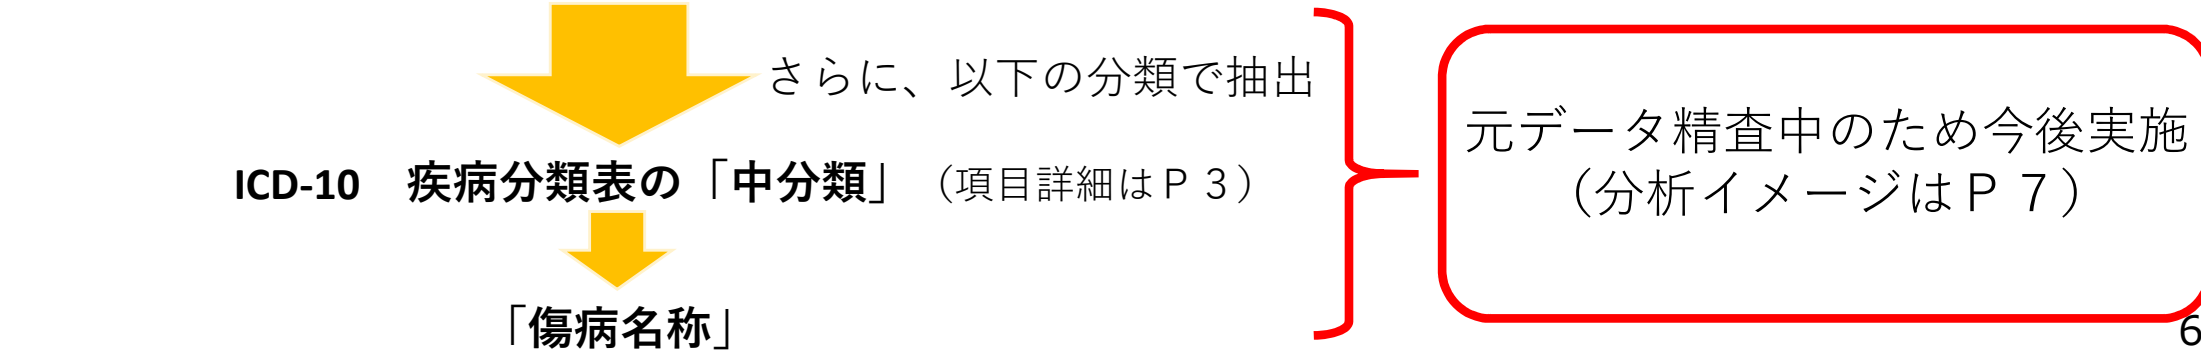 さらに、以下の分類で抽出
ICD-10　疾病分類表の「中分類」（項目詳細はＰ３）
「傷病名称」
元データ精査中のため今後実施
（分析イメージはＰ７）
6